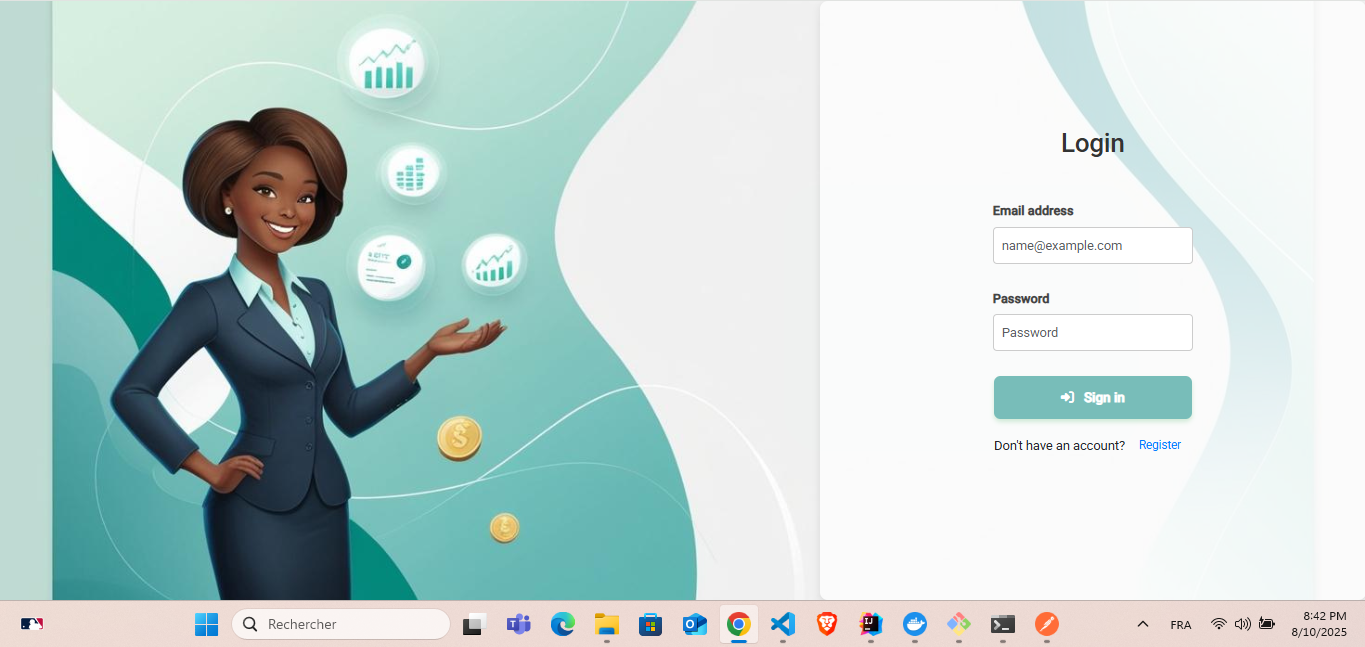 Login
Email address
name@example.com
Password
Password
Sign in
Don't have an account? Register
Rechercher
FRA
8:42 PM
8/10/2025